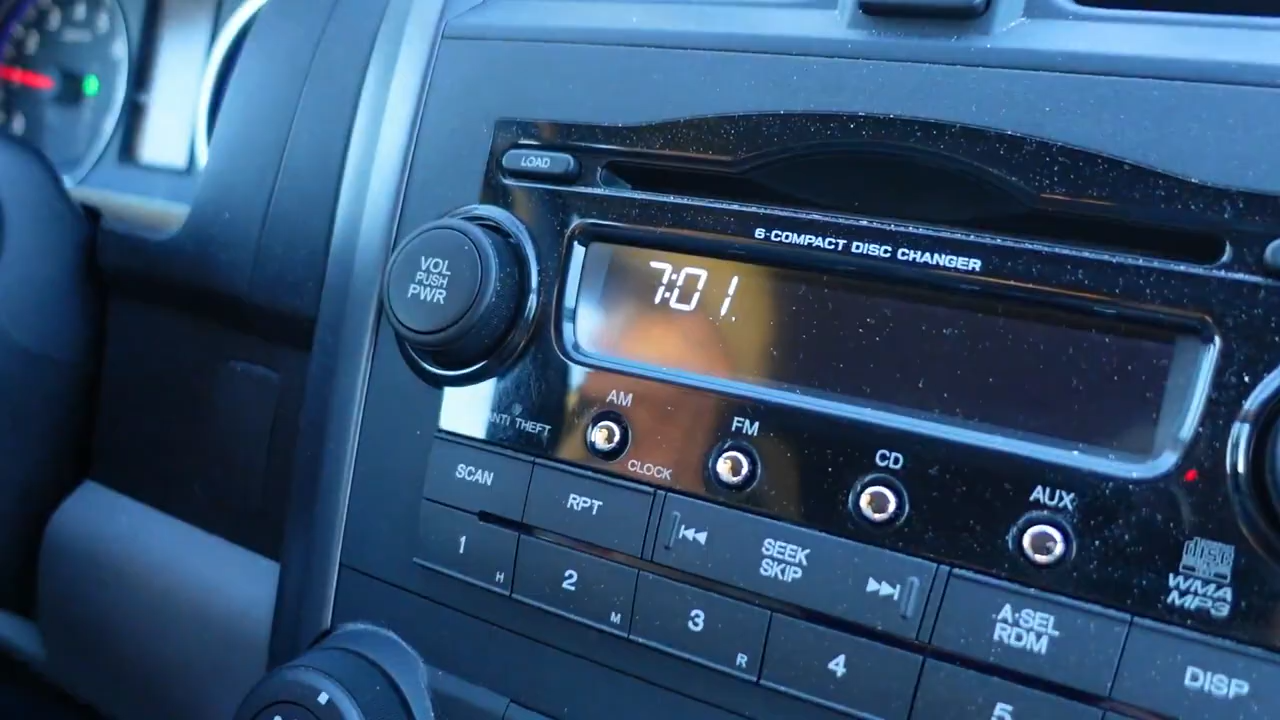 LOAD
6-COMPACT DISC CHANGER
VOL
PUSH
PWR
7:01
AM
FM
CD
AUX
ANTI THEFT
CLOCK
SCAN
RPT
SEEK
SKIP
A·SEL
RDM
DISP
disc
WMA
MP3
1
H
2
M
3
R
4
5